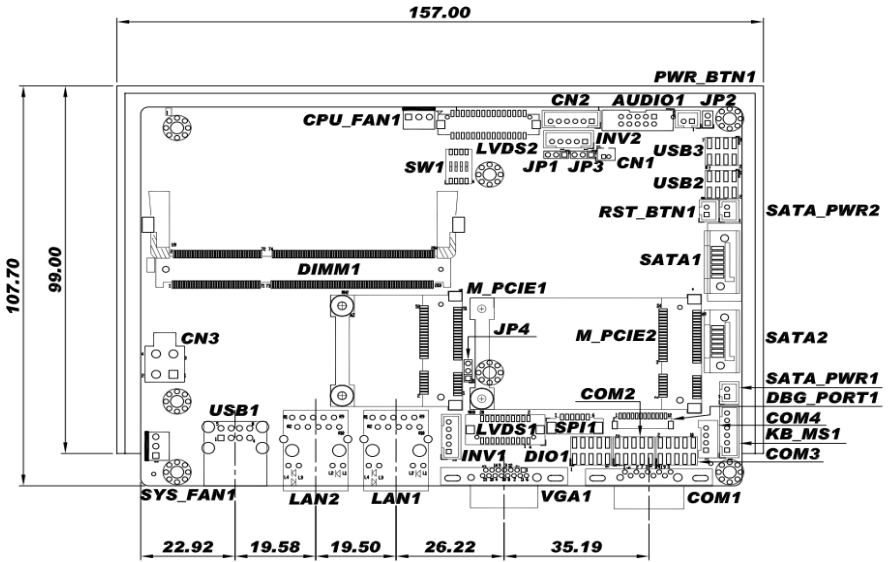 157.00
PWR_BTN1
CN2 AUDIO1 JP2
CPU_FAN1
INV2
LVDS2
USB3
SW1
JP1 JP3 CN1
USB2
RST_BTN1
SATA_PWR2
107.70
99.00
SATA1
DIMM1
M_PCIE1
JP4
M_PCIE2
CN3
SATA2
SATA_PWR1
COM2
DBG_PORT1
USB1
COM4
LVDS1 SPI1
KB_MS1
INV1 DIO1
COM3
SYS_FAN1
LAN2 LAN1
VGA1
COM1
22.92 19.58 19.50 26.22 35.19